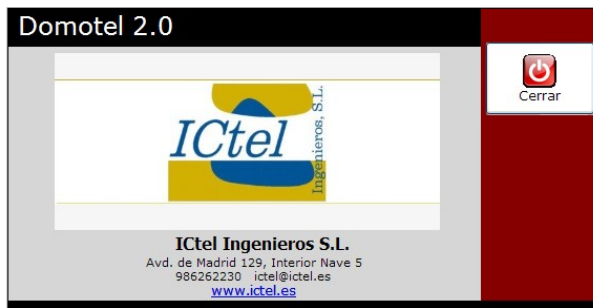 Domotel 2.0
Cerrar
ICtel
Ingenieros, S.L.
ICtel Ingenieros S.L.
Avd. de Madrid 129, Interior Nave 5
986262230 ictel@ictel.es
www.ictel.es